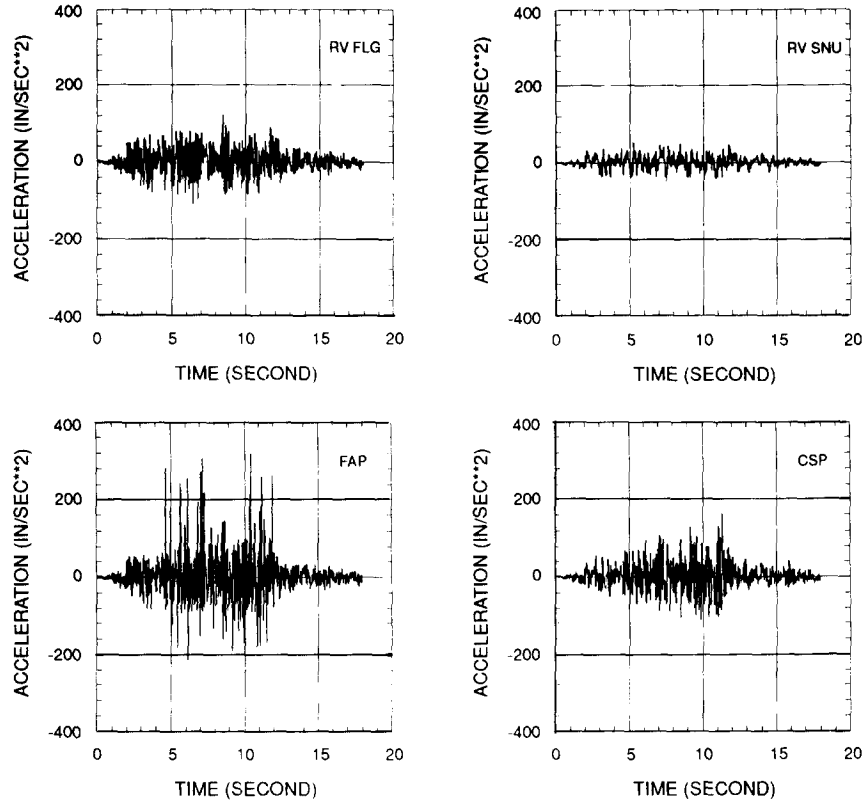 400
200
0
-200
-400
ACCELERATION (IN/SEC**2)
RV FLG
0 5 10 15 20
TIME (SECOND)
400
200
0
-200
-400
ACCELERATION (IN/SEC**2)
RV SNU
0 5 10 15 20
TIME (SECOND)
400
200
0
-200
-400
ACCELERATION (IN/SEC**2)
FAP
0 5 10 15 20
TIME (SECOND)
400
200
0
-200
-400
ACCELERATION (IN/SEC**2)
CSP
0 5 10 15 20
TIME (SECOND)